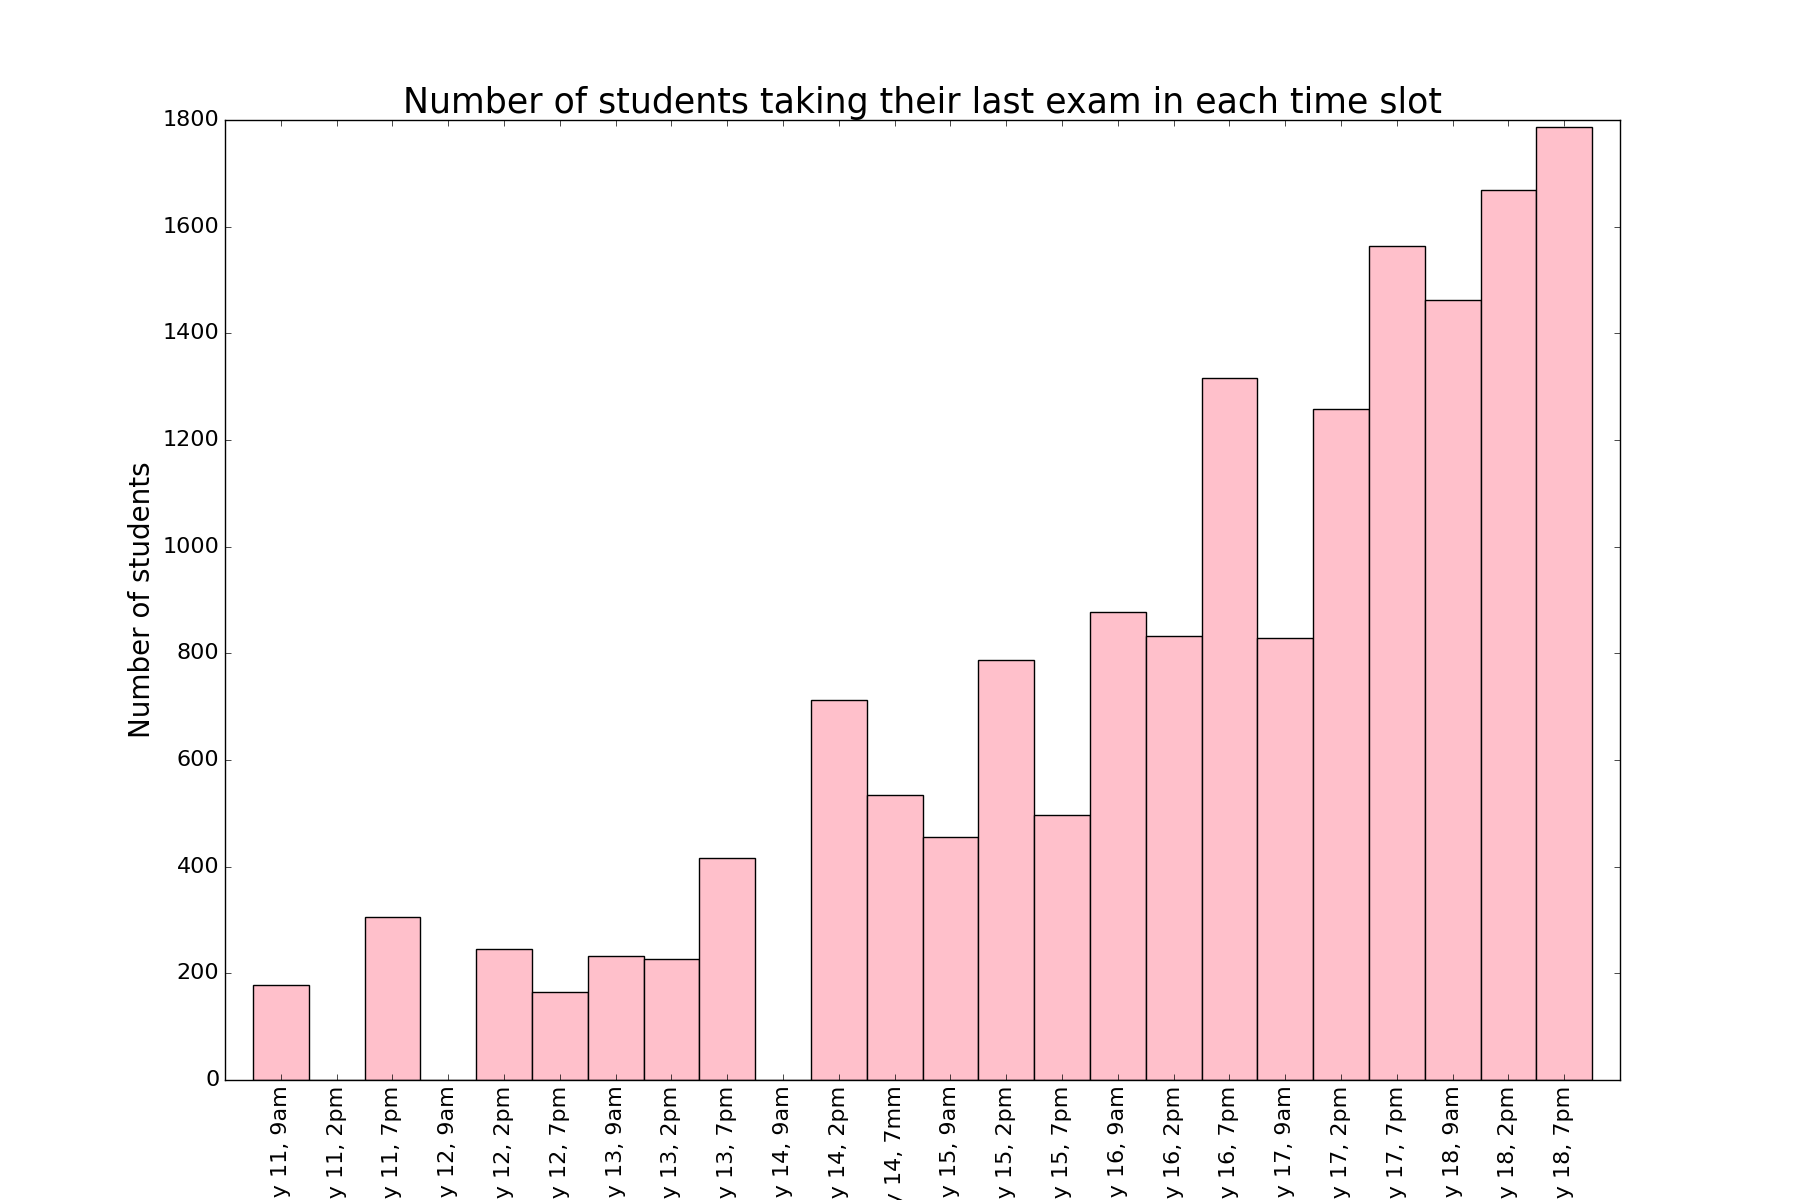 Number of students taking their last exam in each time slot
Number of students
1800
1600
1400
1200
1000
800
600
400
200
0
y 11, 9am
y 11, 2pm
y 11, 7pm
y 12, 9am
y 12, 2pm
y 12, 7pm
y 13, 9am
y 13, 2pm
y 13, 7pm
y 14, 9am
y 14, 2pm
y 14, 7mm
y 15, 9am
y 15, 2pm
y 15, 7pm
y 16, 9am
y 16, 2pm
y 16, 7pm
y 17, 9am
y 17, 2pm
y 17, 7pm
y 18, 9am
y 18, 2pm
y 18, 7pm